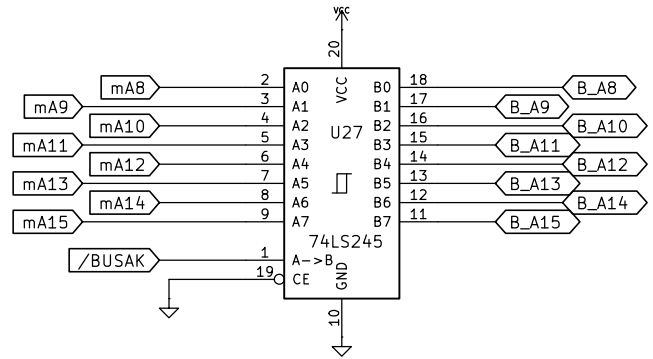 vcc
20
VCC
mA8 2 A0 B0 18 B_A8
mA9 3 A1 B1 17 B_A9
mA10 4 A2 B2 16 B_A10
U27
mA11 5 A3 B3 15 B_A11
mA12 6 A4 B4 14 B_A12
mA13 7 A5 B5 13 B_A13
mA14 8 A6 B6 12 B_A14
mA15 9 A7 B7 11 B_A15
74LS245
/BUSAK 1 A->B
19 CE
GND
10